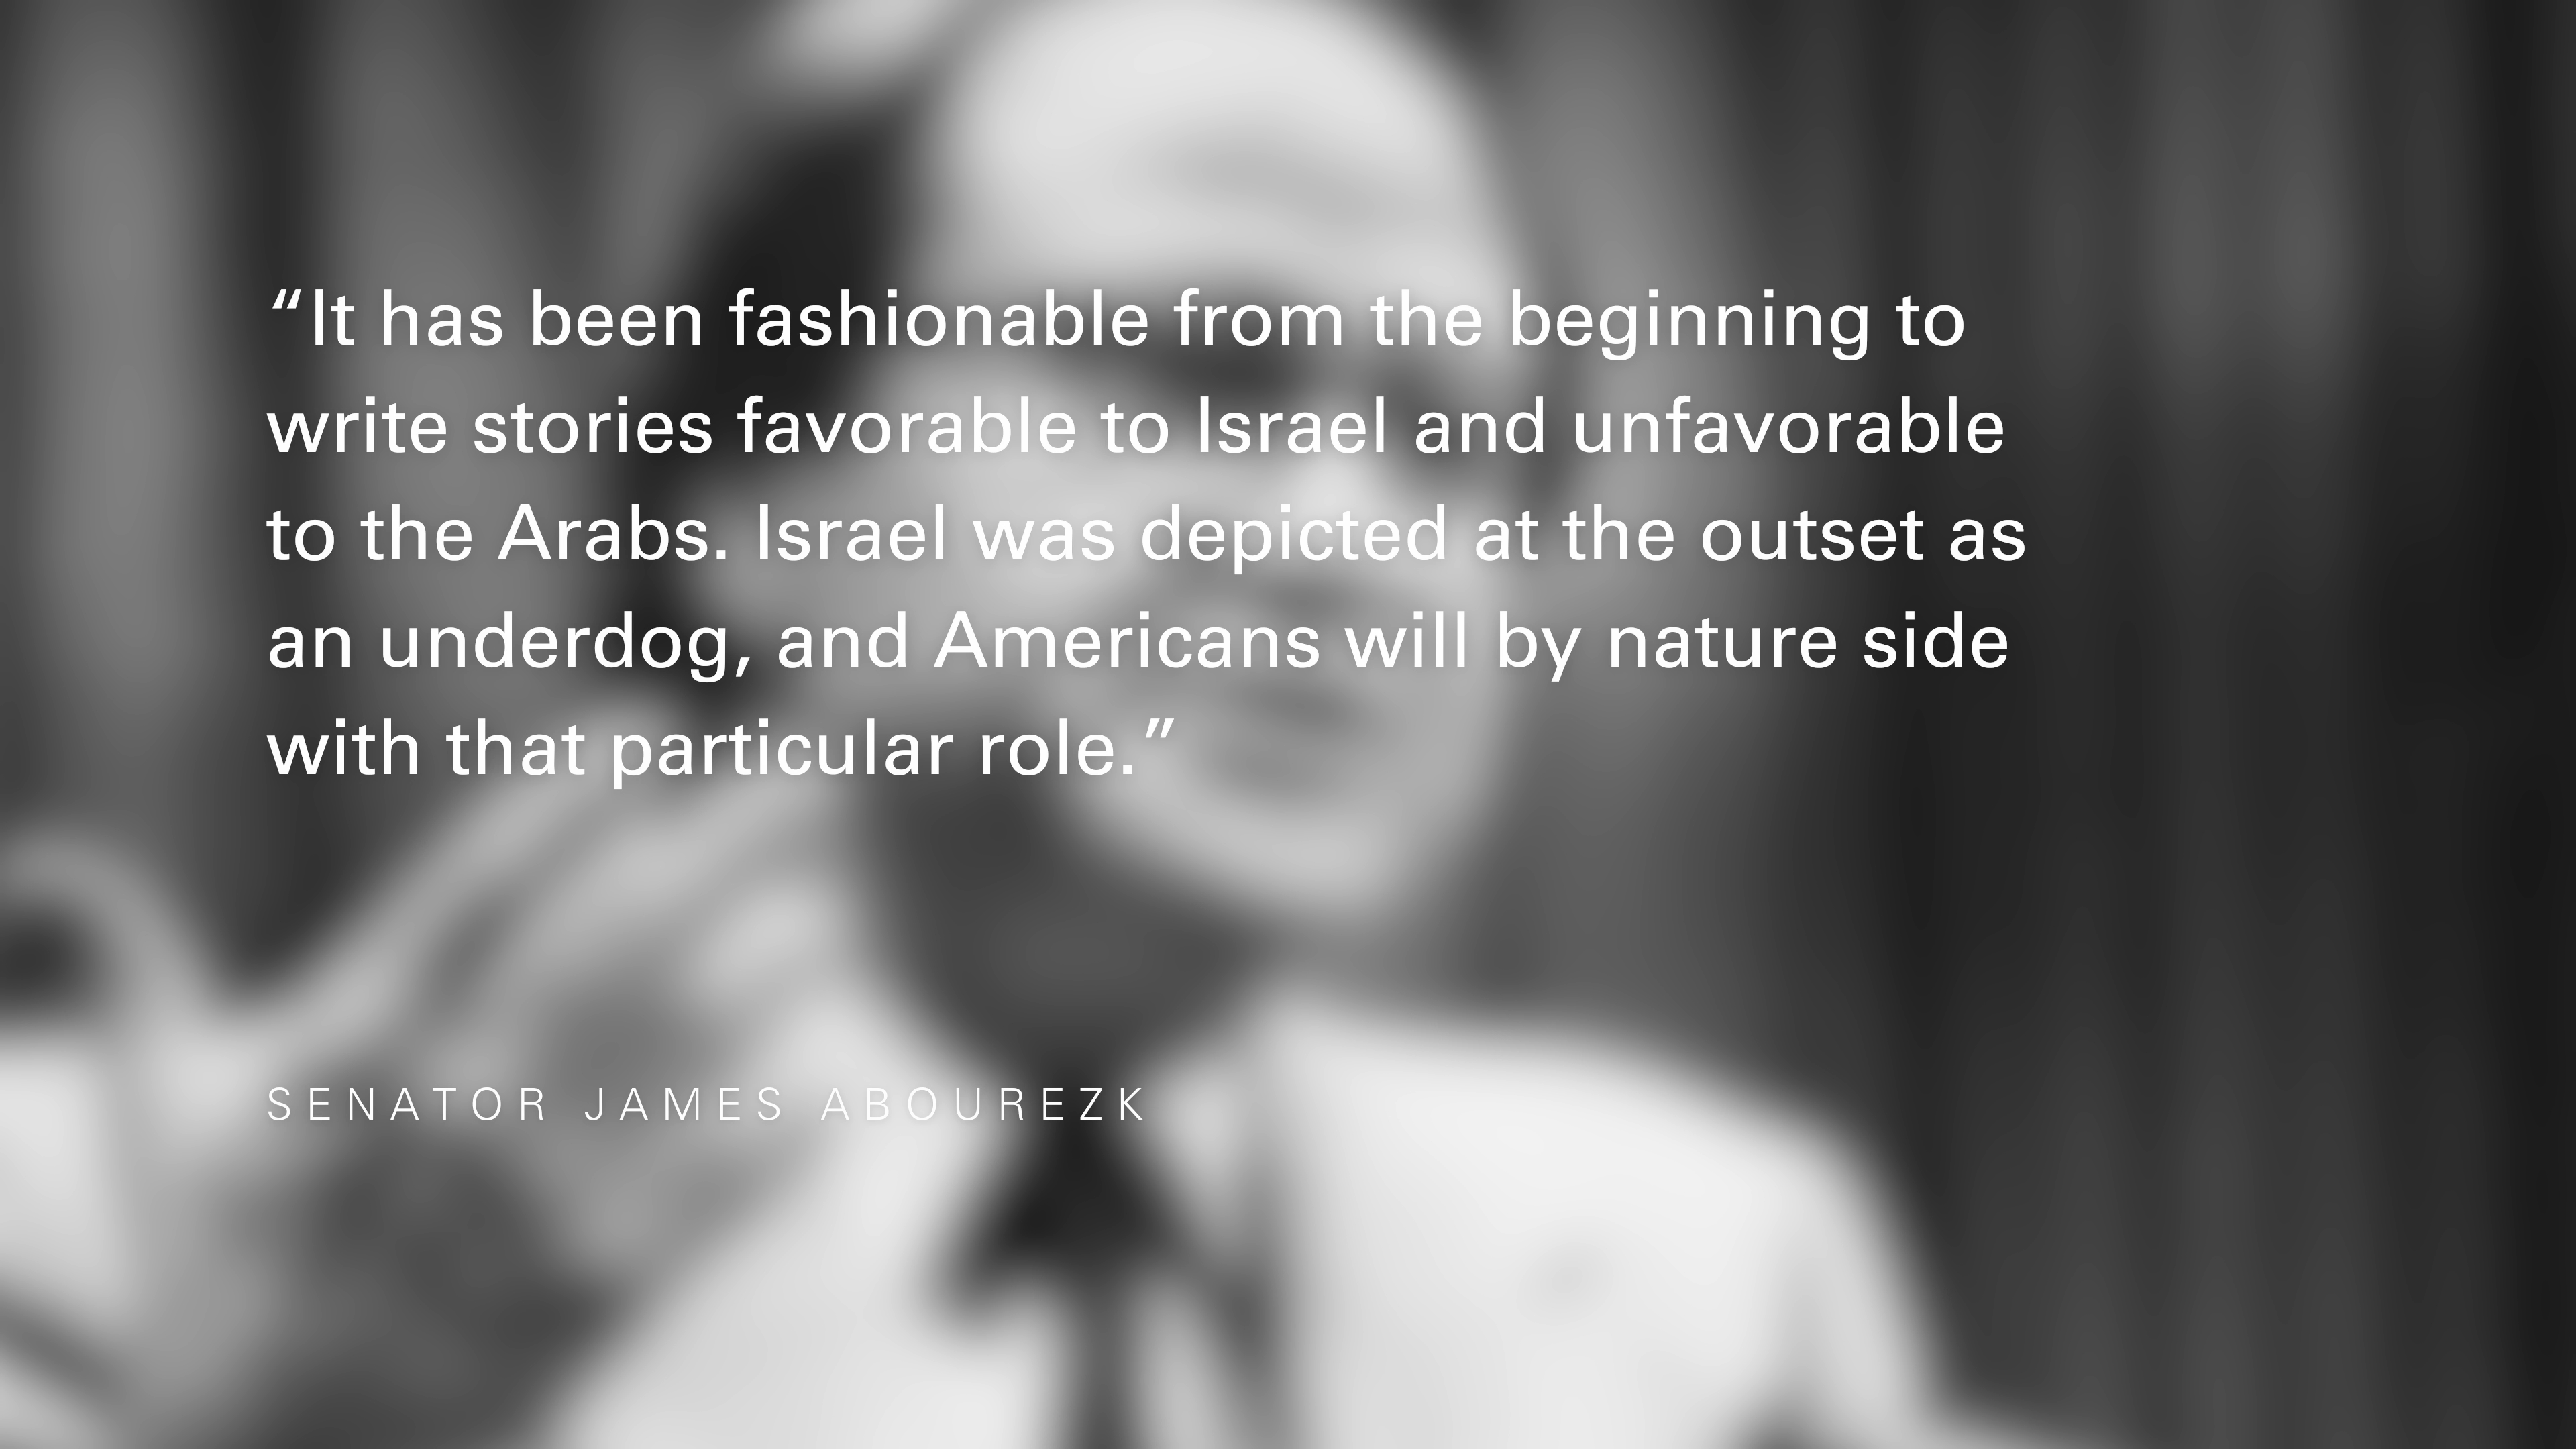 “It has been fashionable from the beginning to
write stories favorable to Israel and unfavorable
to the Arabs. Israel was depicted at the outset as
an underdog, and Americans will by nature side
with that particular role.”
SENATOR JAMES ABOUREZK